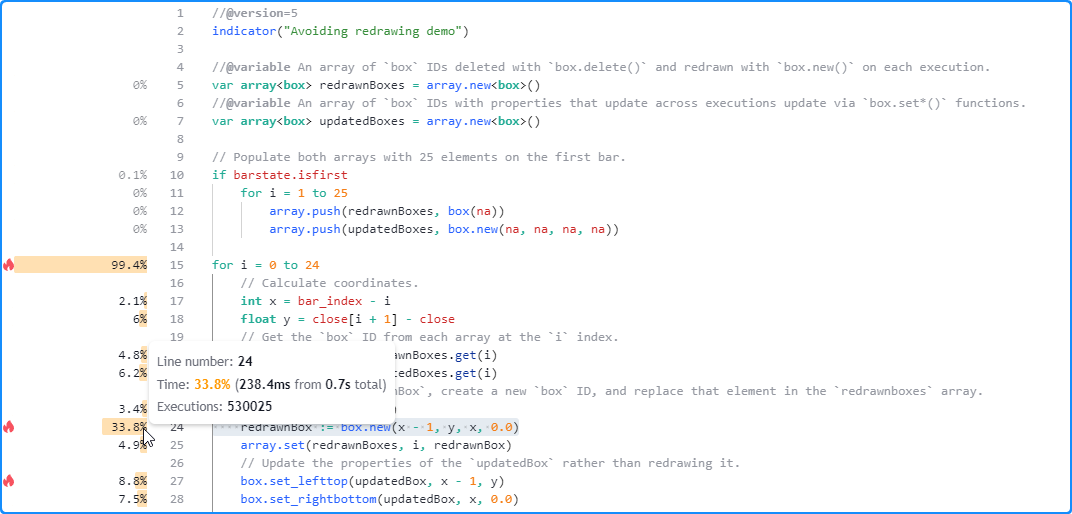 1 //@version=5
2 indicator("Avoiding redrawing demo")
3
4 //@variable An array of `box` IDs deleted with `box.delete()` and redrawn with `box.new()` on each execution.
0% 5 var array<box> redrawnBoxes = array.new<box>()
6 //@variable An array of `box` IDs with properties that update across executions update via `box.set*()` functions.
0% 7 var array<box> updatedBoxes = array.new<box>()
8
9 // Populate both arrays with 25 elements on the first bar.
0.1% 10 if barstate.isfirst
0% 11 for i = 1 to 25
0% 12 array.push(redrawnBoxes, box(na))
0% 13 array.push(updatedBoxes, box.new(na, na, na, na))
14
99.4% 15 for i = 0 to 24
16 // Calculate coordinates.
2.1% 17 int x = bar_index - i
6% 18 float y = close[i + 1] - close
19 // Get the `box` ID from each array at the `i` index.
4.8% wnBoxes.get(i)
6.2% tedBoxes.get(i)
nBox`, create a new `box` ID, and replace that element in the `redrawnboxes` array.
3.4% )
Line number: 24
Time: 33.8% (238.4ms from 0.7s total)
Executions: 530025
33.8% 24 redrawnBox := box.new(x - 1, y, x, 0.0)
4.9% 25 array.set(redrawnBoxes, i, redrawnBox)
26 // Update the properties of the `updatedBox` rather than redrawing it.
8.8% 27 box.set_lefttop(updatedBox, x - 1, y)
7.5% 28 box.set_rightbottom(updatedBox, x, 0.0)